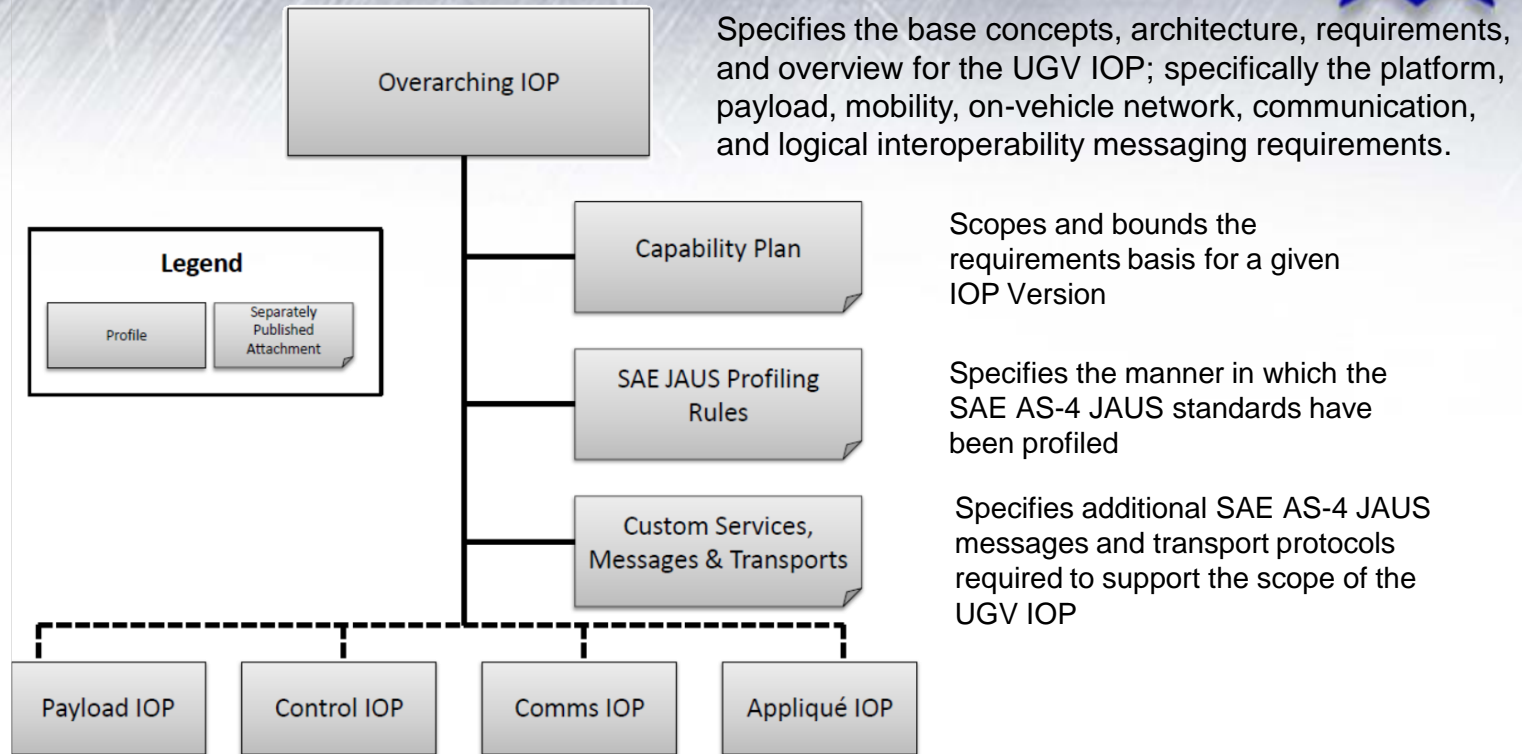 Overarching IOP
Specifies the base concepts, architecture, requirements,
and overview for the UGV IOP; specifically the platform,
payload, mobility, on-vehicle network, communication,
and logical interoperability messaging requirements.
Legend
Profile
Separately
Published
Attachment
Capability Plan
Scopes and bounds the
requirements basis for a given
IOP Version
SAE JAUS Profiling
Rules
Specifies the manner in which the
SAE AS-4 JAUS standards have
been profiled
Custom Services,
Messages & Transports
Specifies additional SAE AS-4 JAUS
messages and transport protocols
required to support the scope of the
UGV IOP
Payload IOP
Control IOP
Comms IOP
Appliqué IOP